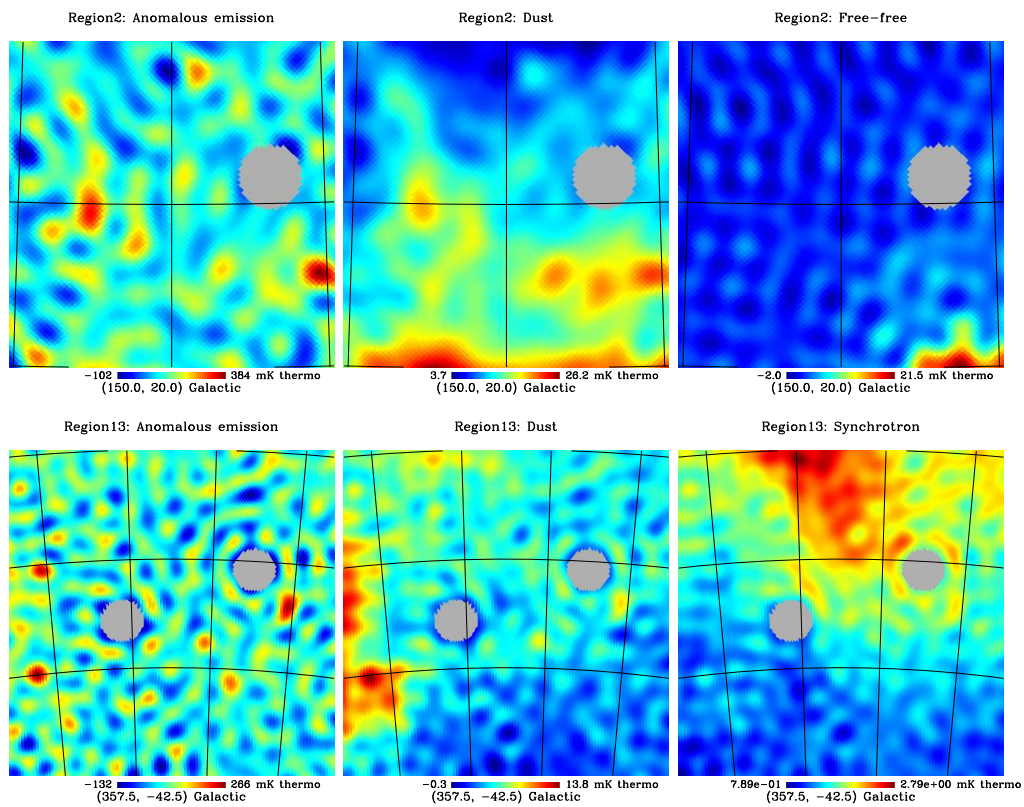 Region2: Anomalous emission
Region2: Dust
Region2: Free-free
-102 384 mK thermo
(150.0, 20.0) Galactic
3.7 26.2 mK thermo
(150.0, 20.0) Galactic
-2.0 21.5 mK thermo
(150.0, 20.0) Galactic
Region13: Anomalous emission
Region13: Dust
Region13: Synchrotron
-132 266 mK thermo
(357.5, -42.5) Galactic
-0.3 13.8 mK thermo
(357.5, -42.5) Galactic
7.89e-01 2.79e+00 mK thermo
(357.5, -42.5) Galactic